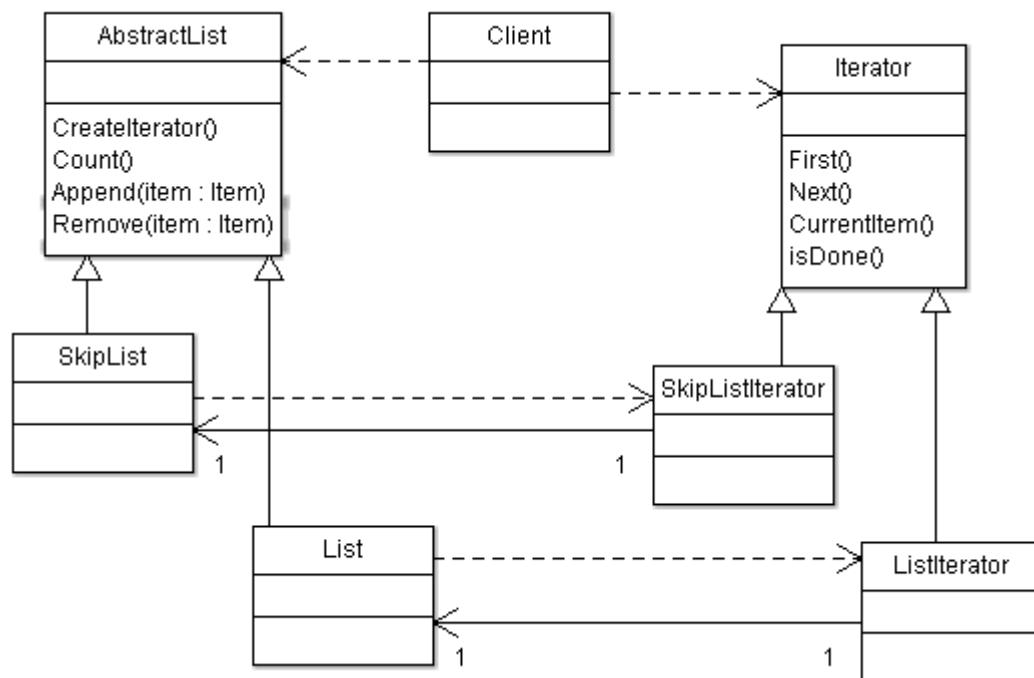 AbstractList
CreateIterator()
Count()
Append(item : Item)
Remove(item : Item)
Client
Iterator
First()
Next()
CurrentItem()
isDone()
SkipList
SkipListIterator
1
1
List
ListIterator
1
1